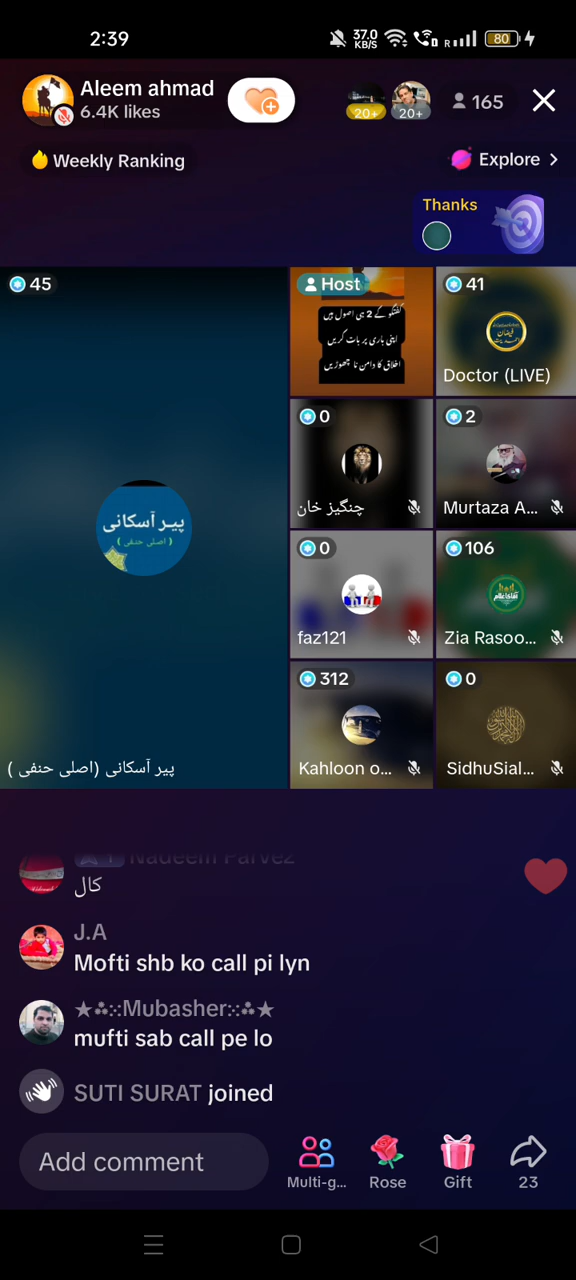 2:39
37.0
KB/S
R
80
Aleem ahmad
6.4K likes
20+
20+
165
Weekly Ranking
Explore
Thanks
45
Host
گفتگو کے 2 ہی اصول ہیں
اپنی باری پر بات کریں
اخلاق کا دامن نا چھوڑیں
41
فیضان
Doctor (LIVE)
0
چنگیز خان
2
Murtaza A...
پیر آسکانی
( اصلی حنفی )
0
faz121
106
Zia Rasoo...
312
Kahloon o...
0
SidhuSial...
پیر آسکانی (اصلی حنفی )
1 Nadeem Parvez
کال
J.A
Mofti shb ko call pi lyn
★⁂Mubasher⁂★
mufti sab call pe lo
SUTI SURAT joined
Add comment
Multi-g...
Rose
Gift
23